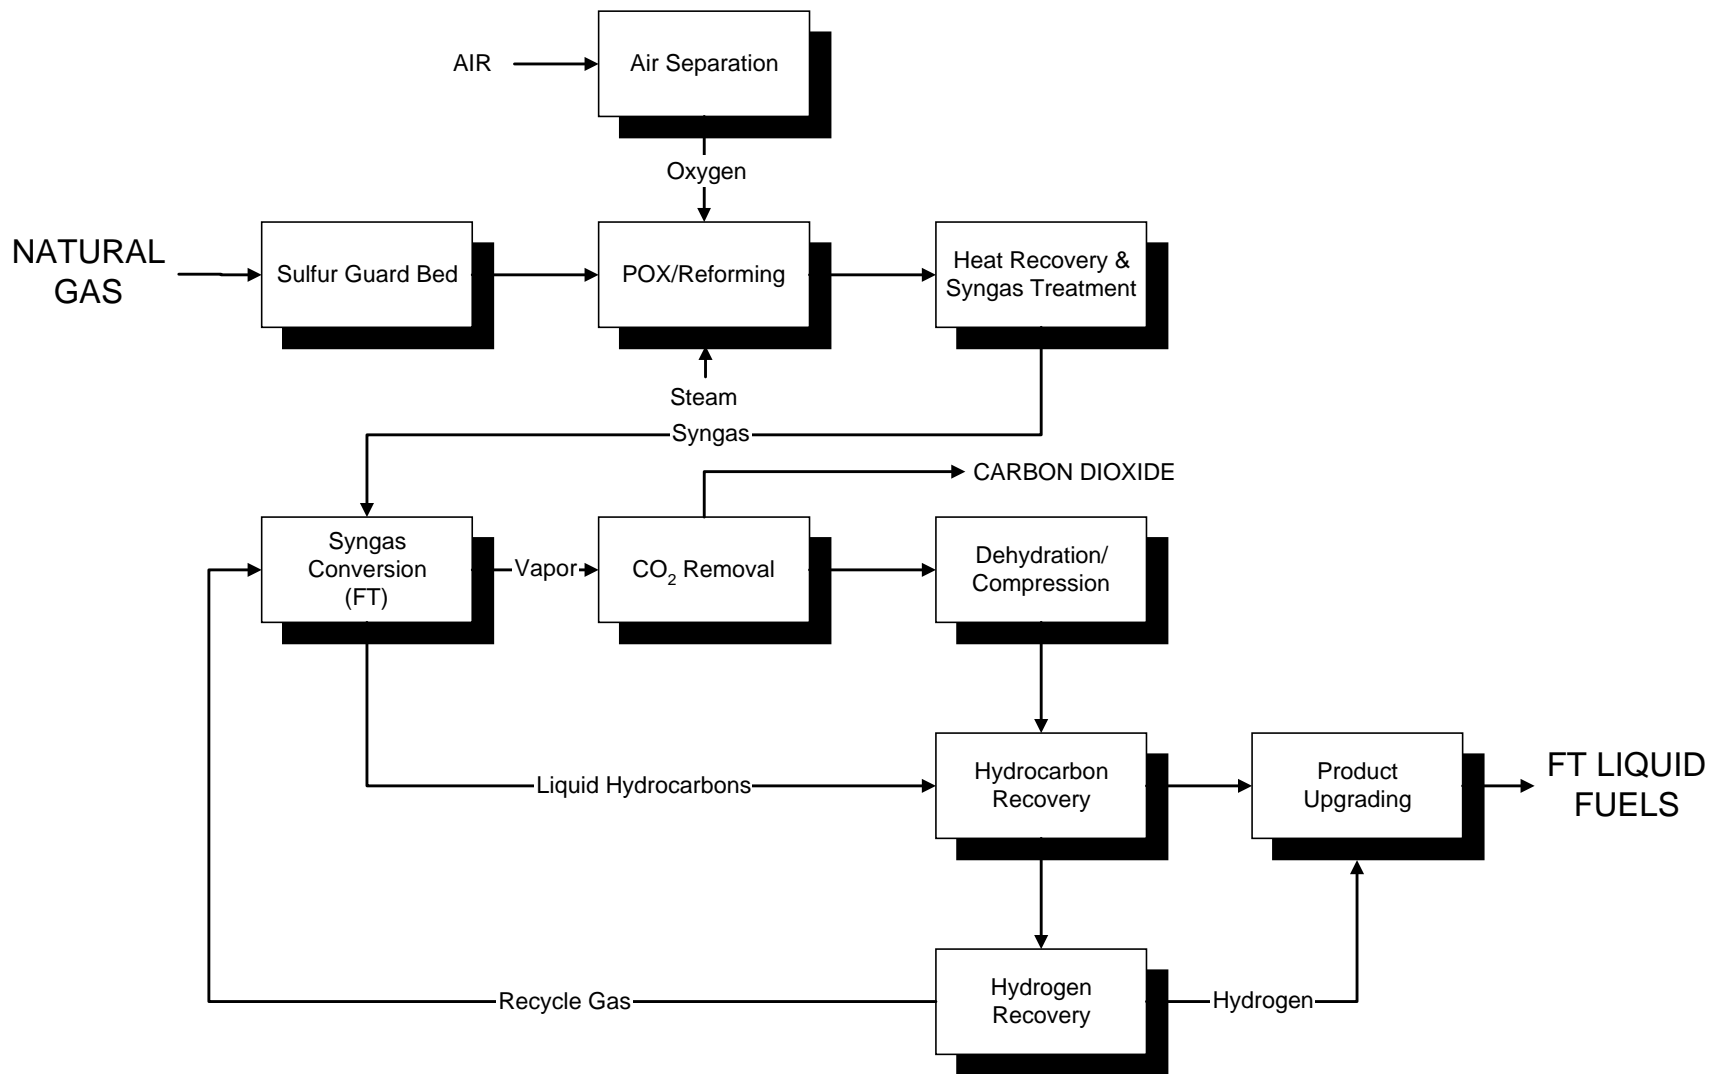 AIR
Air Separation
Oxygen
NATURAL
GAS
Sulfur Guard Bed
POX/Reforming
Heat Recovery &
Syngas Treatment
Steam
Syngas
CARBON DIOXIDE
Syngas
Conversion
(FT)
Vapor
CO₂ Removal
Dehydration/
Compression
Liquid Hydrocarbons
Hydrocarbon
Recovery
Product
Upgrading
FT LIQUID
FUELS
Recycle Gas
Hydrogen
Recovery
Hydrogen